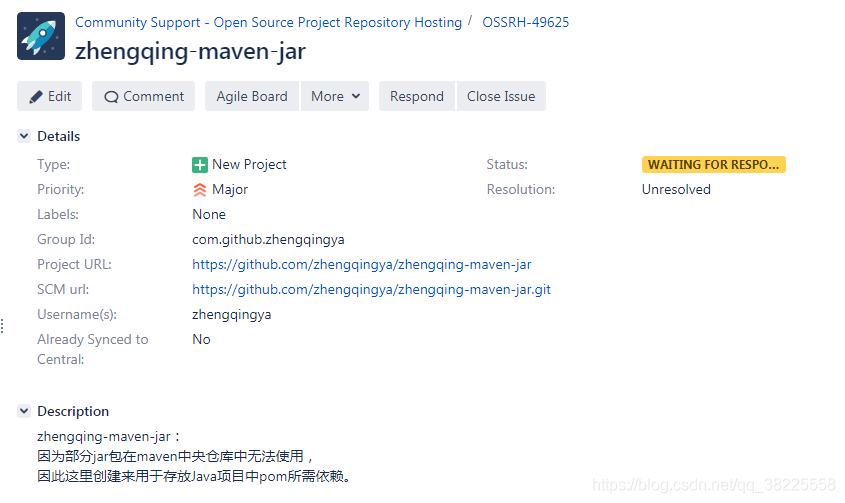 Community Support - Open Source Project Repository Hosting / OSSRH-49625
zhengqing-maven-jar
Edit Comment Agile Board More Respond Close Issue
Details
Type: New Project Status: WAITING FOR RESPO...
Priority: Major Resolution: Unresolved
Labels: None
Group Id: com.github.zhengqingya
Project URL: https://github.com/zhengqingya/zhengqing-maven-jar
SCM url: https://github.com/zhengqingya/zhengqing-maven-jar.git
Username(s): zhengqingya
Already Synced to No
Central:
Description
zhengqing-maven-jar：
因为部分jar包在maven中央仓库中无法使用，
因此这里创建来用于存放Java项目中pom所需依赖。
https://blog.csdn.net/qq_38225558